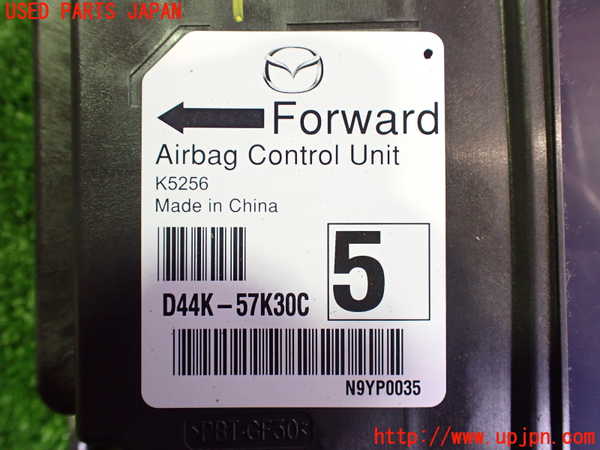 USED PARTS JAPAN
Forward
Airbag Control Unit
K5256
Made in China
5
D44K-57K30C
N9YP0035
>PBT-GF30<
http://www.upjpn.com